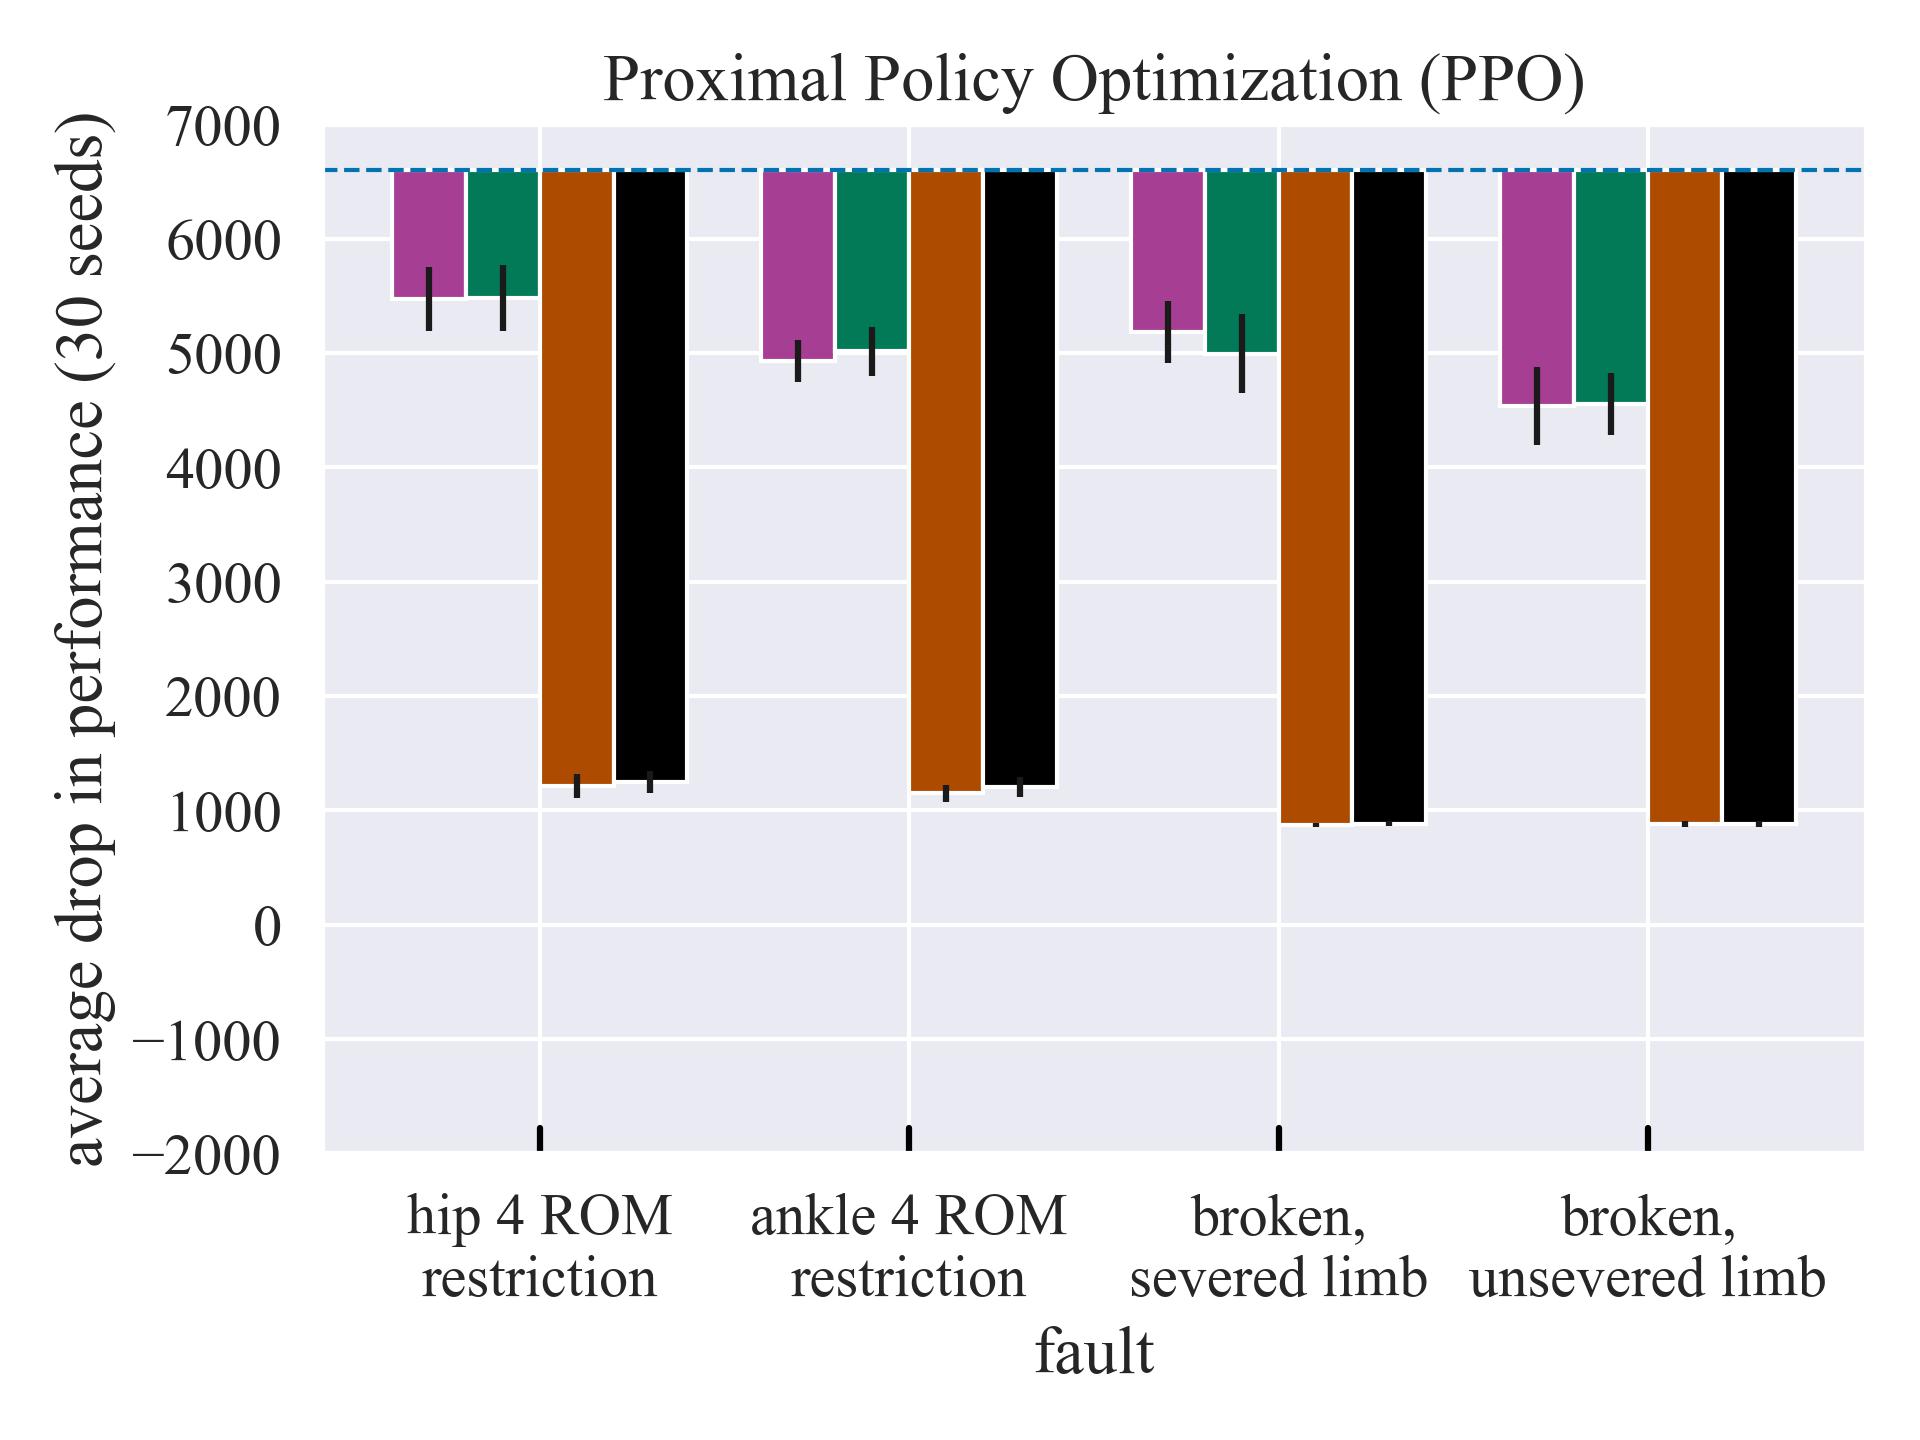 Proximal Policy Optimization (PPO)
average drop in performance (30 seeds)
7000
6000
5000
4000
3000
2000
1000
0
−1000
−2000
hip 4 ROM
restriction
ankle 4 ROM
restriction
broken,
severed limb
broken,
unsevered limb
fault